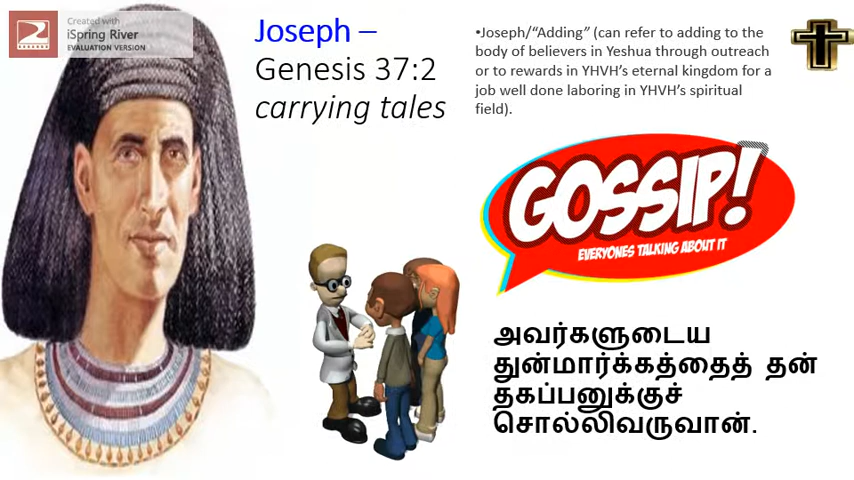 Created with
iSpring River
EVALUATION VERSION
Joseph –
Genesis 37:2
carrying tales
•Joseph/“Adding” (can refer to adding to the
body of believers in Yeshua through outreach
or to rewards in YHVH’s eternal kingdom for a
job well done laboring in YHVH’s spiritual
field).
GOSSIP!
EVERYONES TALKING ABOUT IT
அவர்களுடைய
துன்மார்க்கத்தைத் தன்
தகப்பனுக்குச்
சொல்லிவருவான்.